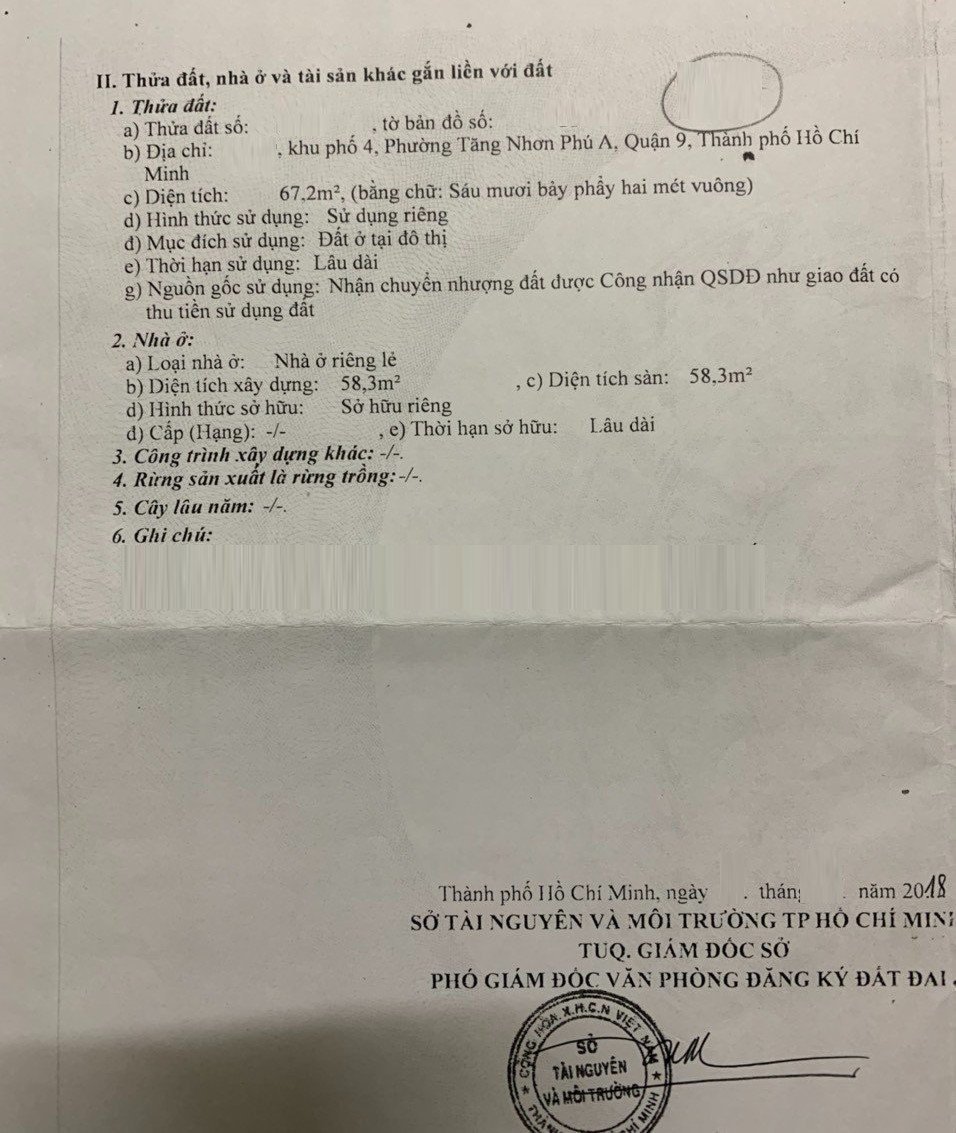 II. Thửa đất, nhà ở và tài sản khác gắn liền với đất
1. Thửa đất:
a) Thửa đất số: , tờ bản đồ số:
b) Địa chỉ: , khu phố 4, Phường Tăng Nhơn Phú A, Quận 9, Thành phố Hồ Chí
Minh
c) Diện tích: 67,2m², (bằng chữ: Sáu mươi bảy phẩy hai mét vuông)
d) Hình thức sử dụng: Sử dụng riêng
đ) Mục đích sử dụng: Đất ở tại đô thị
e) Thời hạn sử dụng: Lâu dài
g) Nguồn gốc sử dụng: Nhận chuyển nhượng đất được Công nhận QSDĐ như giao đất có
thu tiền sử dụng đất
2. Nhà ở:
a) Loại nhà ở: Nhà ở riêng lẻ
b) Diện tích xây dựng: 58,3m² , c) Diện tích sàn: 58,3m²
d) Hình thức sở hữu: Sở hữu riêng
đ) Cấp (Hạng): -/- , e) Thời hạn sở hữu: Lâu dài
3. Công trình xây dựng khác: -/-.
4. Rừng sản xuất là rừng trồng: -/-.
5. Cây lâu năm: -/-.
6. Ghi chú:
Thành phố Hồ Chí Minh, ngày . thán . năm 2018
SỞ TÀI NGUYÊN VÀ MÔI TRƯỜNG TP HỒ CHÍ MINH
TUQ. GIÁM ĐỐC SỞ
PHÓ GIÁM ĐỐC VĂN PHÒNG ĐĂNG KÝ ĐẤT ĐAI
CỘNG HÒA X.H.C.N VIỆT NAM
SỞ
TÀI NGUYÊN
VÀ MÔI TRƯỜNG